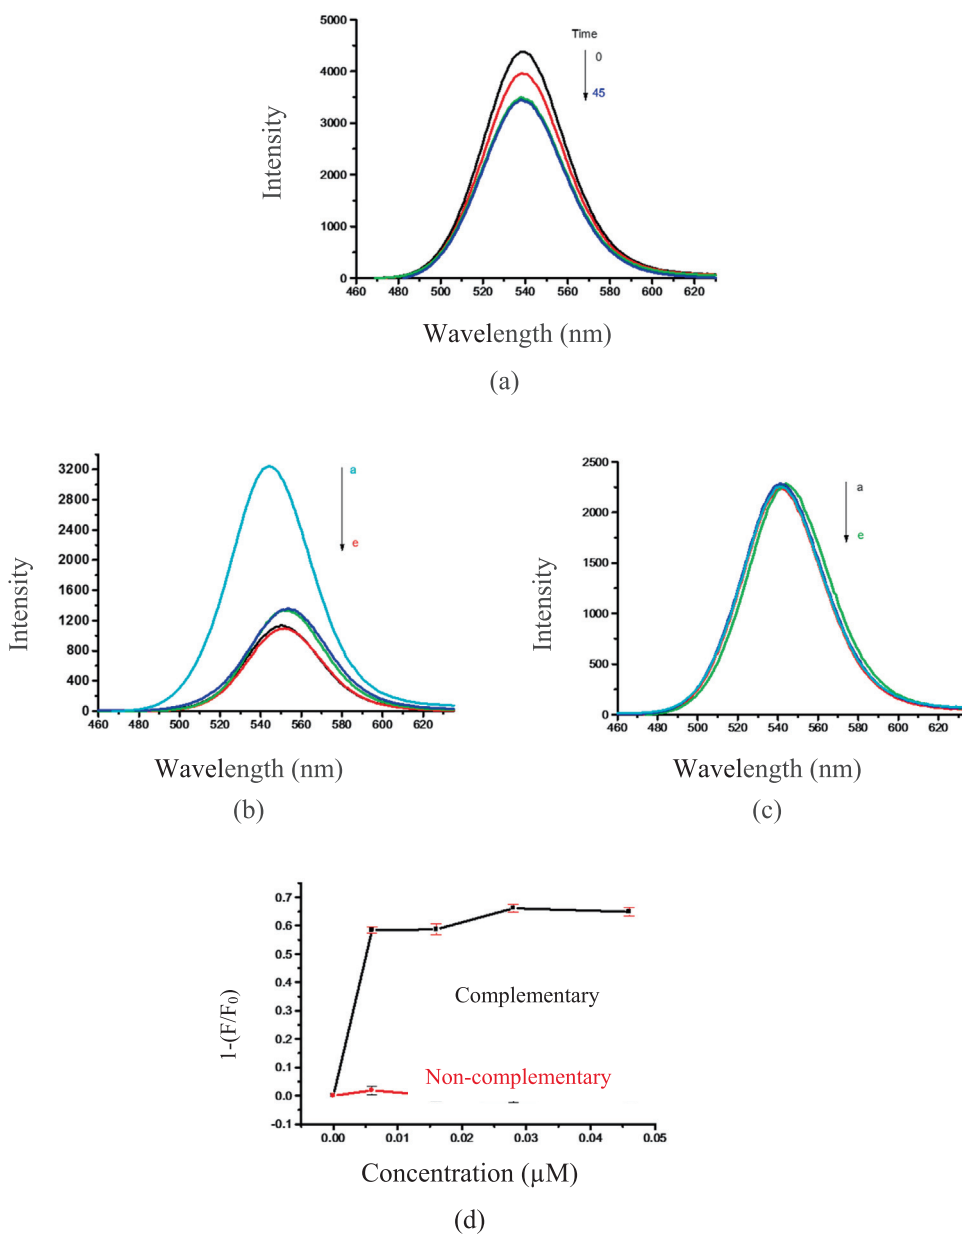 5000
Time
0
45
4000
3000
2000
1000
0
Intensity
460 480 500 520 540 560 580 600 620
Wavelength (nm)
(a)
3200
2800
2400
2000
1600
1200
800
400
0
Intensity
a
e
460 500 540 560 580 600
Wavelength (nm)
(b)
2500
2000
1500
1000
500
0
Intensity
a
e
460 480 500 520 540 560 580 600 620
Wavelength (nm)
(c)
0.7
0.6
0.5
0.4
0.3
0.2
0.1
0.0
-0.1
1-(F/F0)
Complementary
Non-complementary
0.00 0.01 0.02 0.03 0.04 0.05
Concentration (µM)
(d)